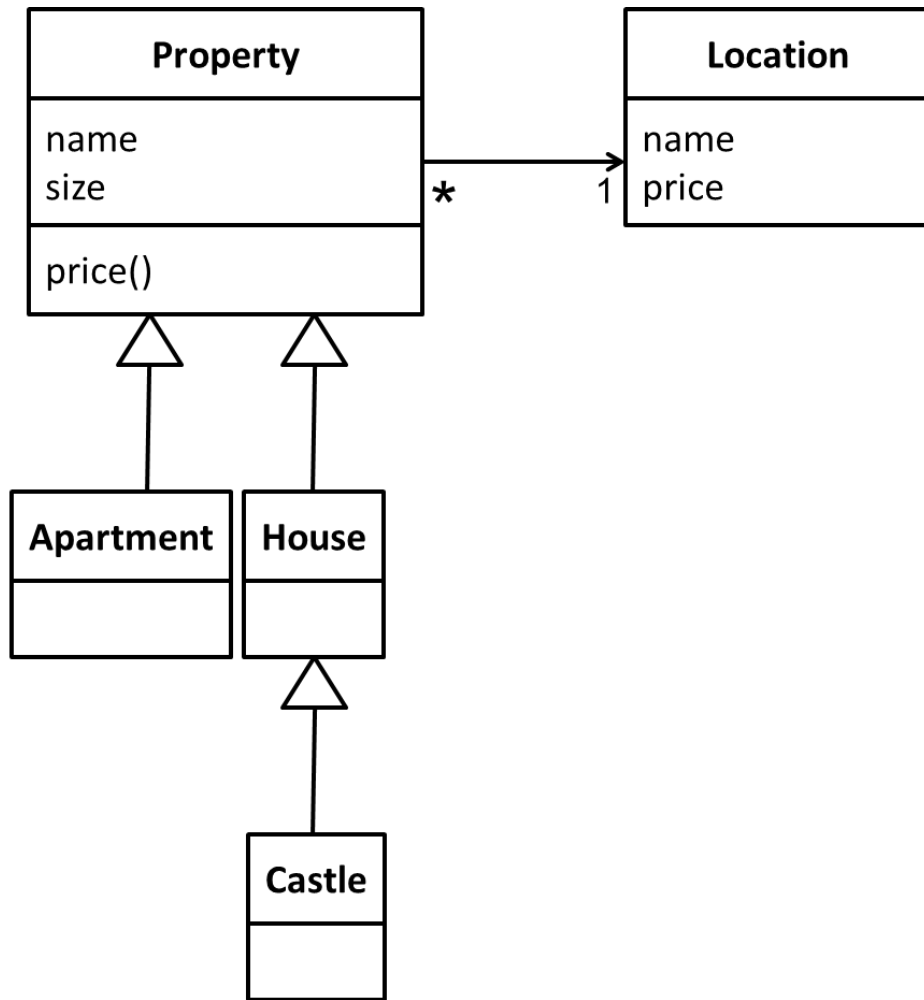 Property
name
size
price()
*
1
Location
name
price
Apartment
House
Castle